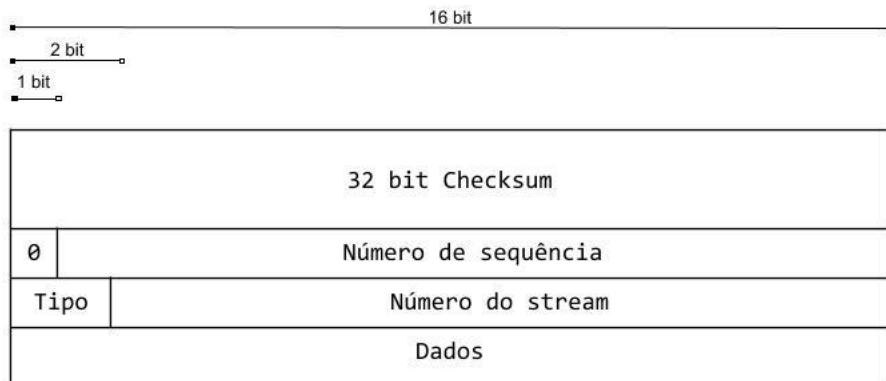 16 bit
2 bit
1 bit
32 bit Checksum
0 Número de sequência
Tipo Número do stream
Dados